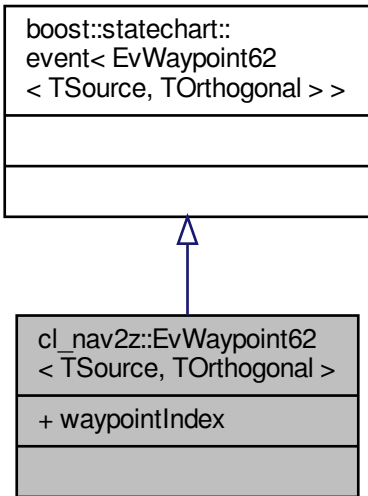 boost::statechart::
event< EvWaypoint62
< TSource, TOrthogonal > >
cl_nav2z::EvWaypoint62
< TSource, TOrthogonal >
+ waypointIndex